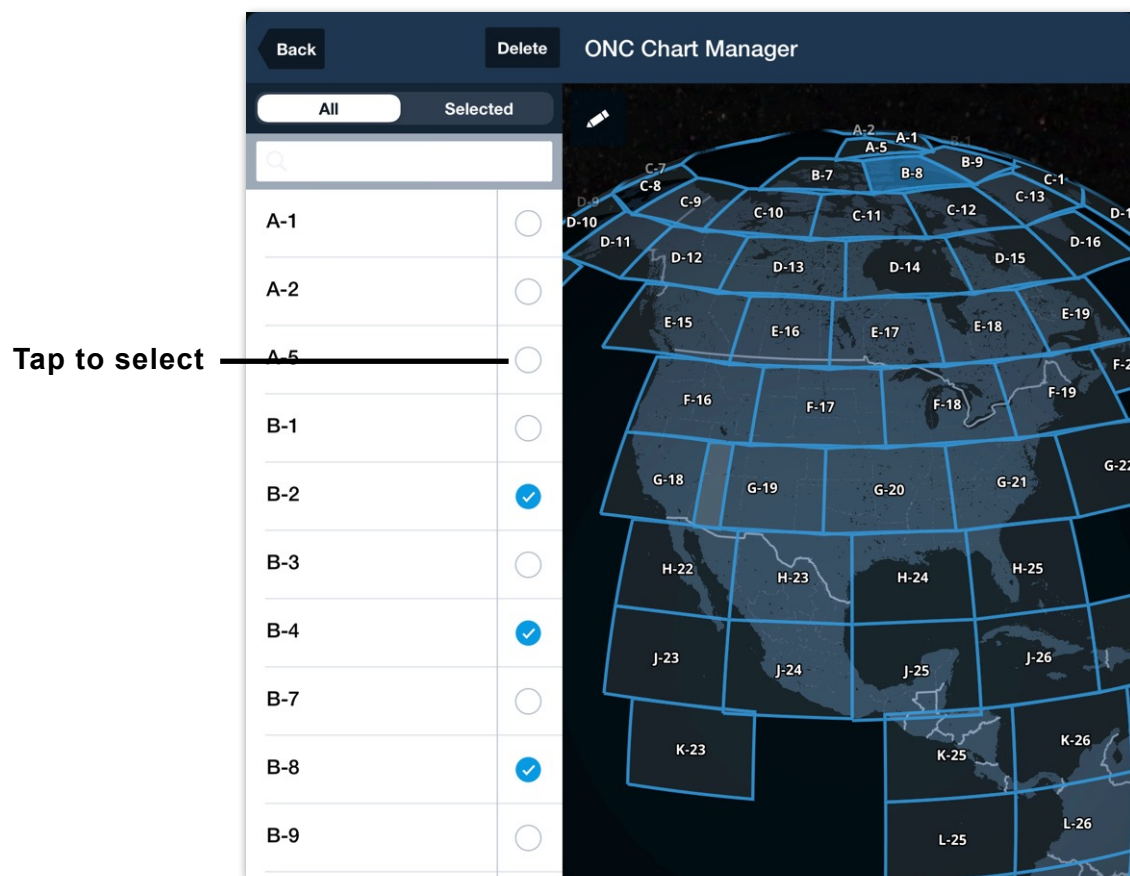 Back
Delete
ONC Chart Manager
All
Selected
A-1
A-2
Tap to select
A-5
B-1
B-2
B-3
B-4
B-7
B-8
B-9
A-2
A-1
B-1
A-5
B-9
C-7
B-7
B-8
C-8
C-1
D-9
C-9
C-13
D-10
C-10
C-11
C-12
D-11
D-16
D-12
D-13
D-14
D-15
E-15
E-16
E-17
E-18
E-19
F-16
F-17
F-18
F-19
G-18
G-19
G-20
G-21
G-22
H-22
H-23
H-24
H-25
J-23
J-24
J-25
J-26
K-23
K-25
K-26
L-25
L-26